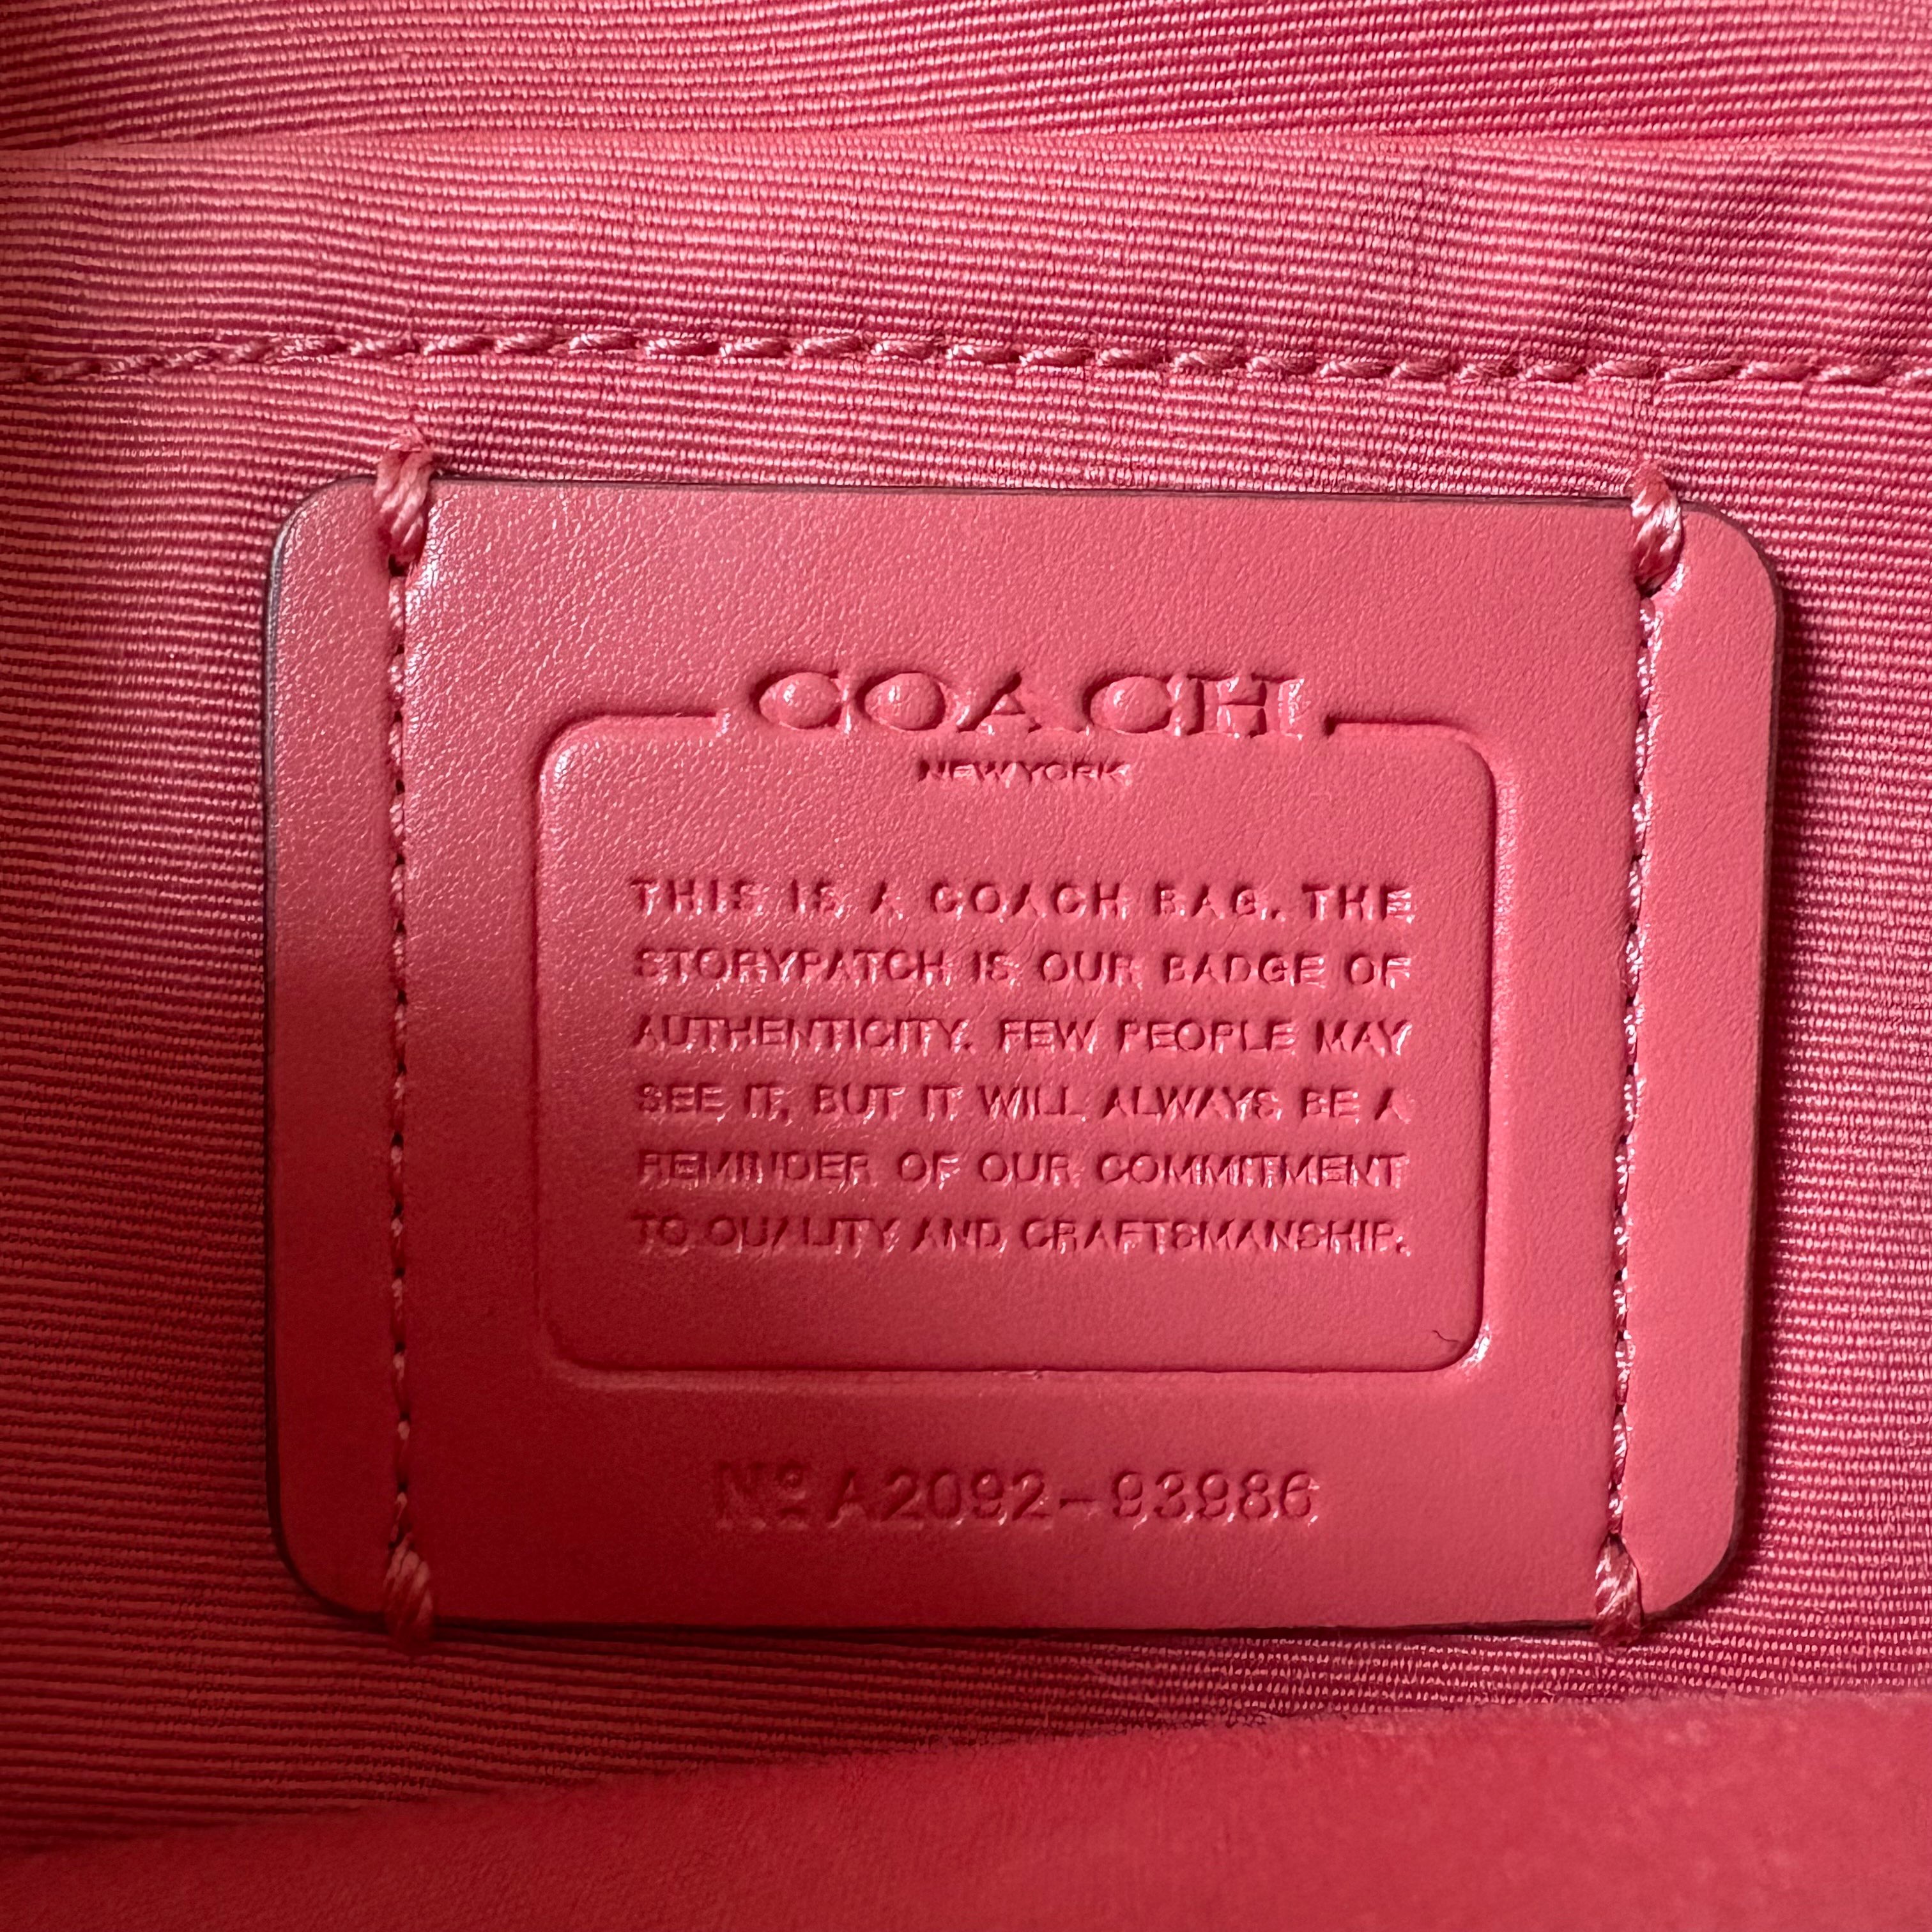 COACH
NEW YORK
THIS IS A COACH BAG. THE
STORYPATCH IS OUR BADGE OF
AUTHENTICITY. FEW PEOPLE MAY
SEE IT, BUT IT WILL ALWAYS BE A
REMINDER OF OUR COMMITMENT
TO QUALITY AND CRAFTSMANSHIP.
Nº A2092-93986